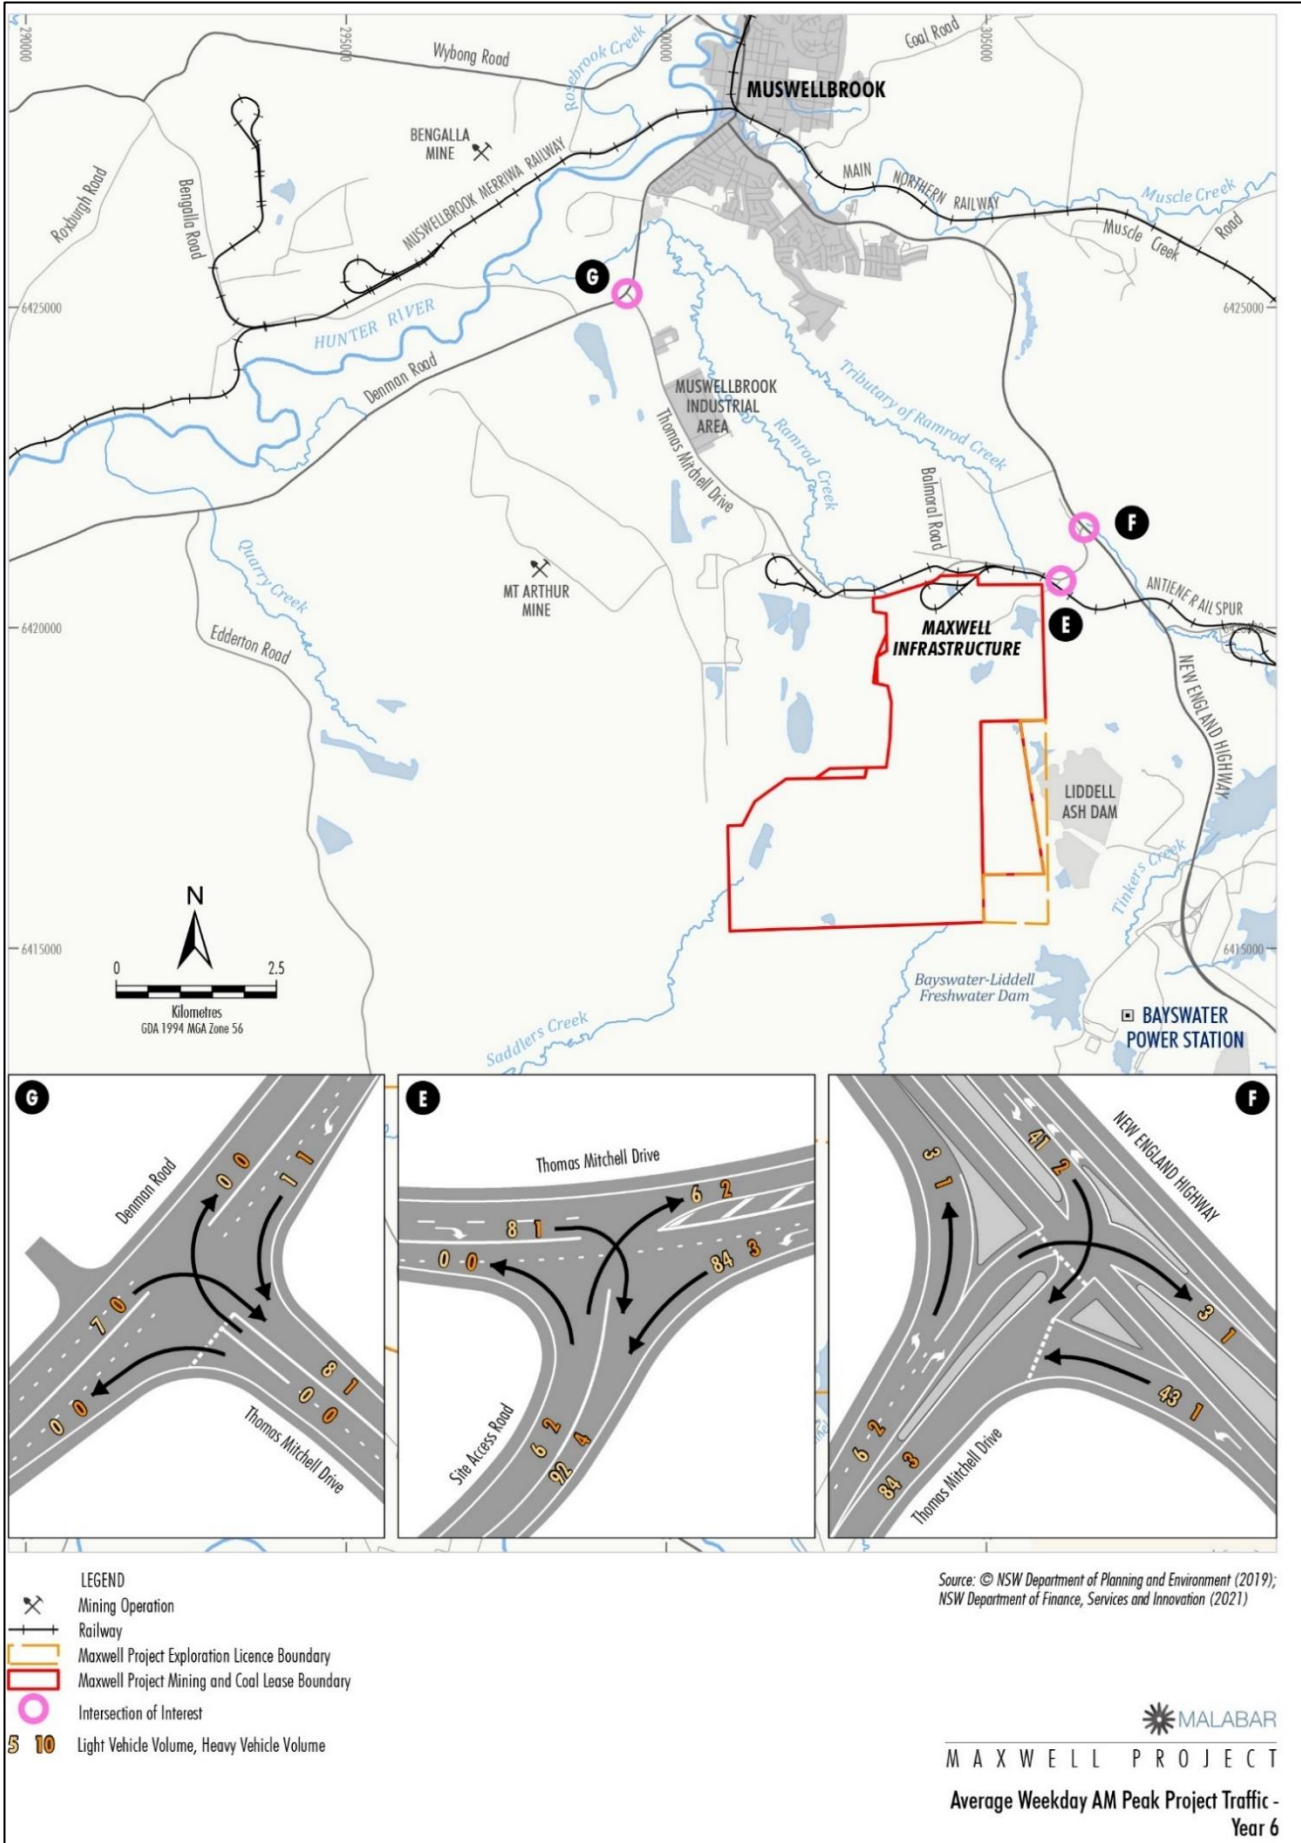 290000
295000
305000
Wybong Road
Rosebrook Creek
Coal Road
MUSWELLBROOK
BENGALLA
MINE
Roxburgh Road
Bengalla Road
MUSWELLBROOK MERRIWA RAILWAY
MAIN NORTHERN RAILWAY
Muscle Creek
Muscle Creek Road
G
6425000
6425000
HUNTER RIVER
Denman Road
MUSWELLBROOK
INDUSTRIAL
AREA
Thomas Mitchell Drive
Ramrod Creek
Tributary of Ramrod Creek
Balmoral Road
F
Quarry Creek
MT ARTHUR
MINE
ANTIENE RAIL SPUR
6420000
E
MAXWELL
INFRASTRUCTURE
Edderton Road
NEW ENGLAND HIGHWAY
LIDDELL
ASH DAM
Tinkers Creek
N
0 2.5
Kilometres
GDA 1994 MGA Zone 56
6415000
6415000
Bayswater-Liddell
Freshwater Dam
BAYSWATER
POWER STATION
Saddlers Creek
G
Denman Road
0 0
1 1
7 0
0 0
8 1
0 0
Thomas Mitchell Drive
E
Thomas Mitchell Drive
6 2
8 1
0 0
84 3
Site Access Road
6 2
92 4
F
NEW ENGLAND HIGHWAY
41 2
3 1
3 1
43 1
6 2
84 3
Thomas Mitchell Drive
LEGEND
Mining Operation
Railway
Maxwell Project Exploration Licence Boundary
Maxwell Project Mining and Coal Lease Boundary
Intersection of Interest
5 10 Light Vehicle Volume, Heavy Vehicle Volume
Source: © NSW Department of Planning and Environment (2019);
NSW Department of Finance, Services and Innovation (2021)
MALABAR
MAXWELL PROJECT
Average Weekday AM Peak Project Traffic -
Year 6